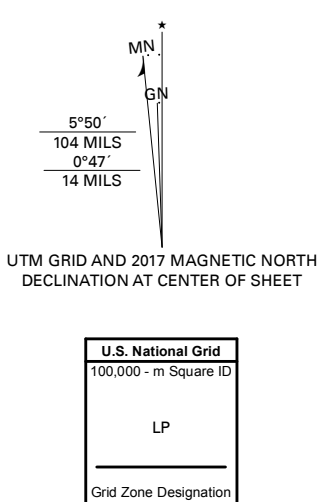 ★
MN
GN
5°50´
104 MILS
0°47´
14 MILS
UTM GRID AND 2017 MAGNETIC NORTH
DECLINATION AT CENTER OF SHEET
U.S. National Grid
100,000 - m Square ID
LP
Grid Zone Designation